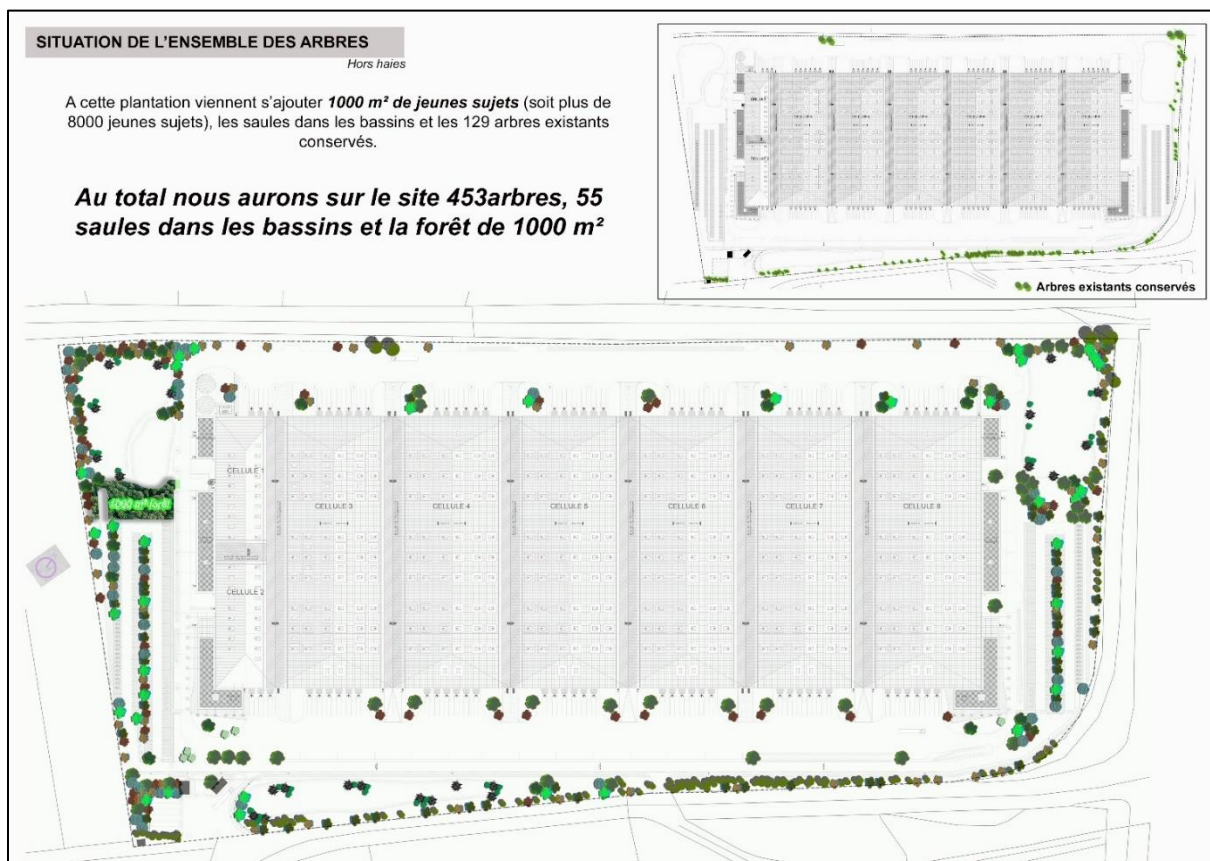 SITUATION DE L'ENSEMBLE DES ARBRES
Hors haies
A cette plantation viennent s'ajouter 1000 m² de jeunes sujets (soit plus de
8000 jeunes sujets), les saules dans les bassins et les 129 arbres existants
conservés.
Au total nous aurons sur le site 453arbres, 55
saules dans les bassins et la forêt de 1000 m²
Arbres existants conservés
CELLULE 1
1000 m² forêt
CELLULE 3
CELLULE 4
CELLULE 5
CELLULE 6
CELLULE 7
CELLULE 8
CELLULE 2